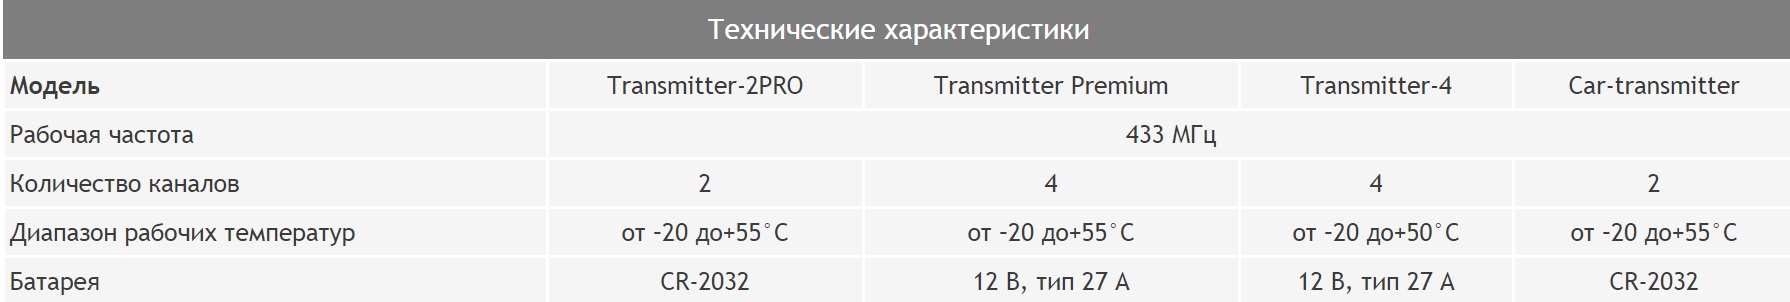 Технические характеристики
Модель Transmitter-2PRO Transmitter Premium Transmitter-4 Car-transmitter
Рабочая частота 433 МГц
Количество каналов 2 4 4 2
Диапазон рабочих температур от -20 до+55°C от -20 до+55°C от -20 до+50°C от -20 до+55°C
Батарея CR-2032 12 В, тип 27 А 12 В, тип 27 А CR-2032